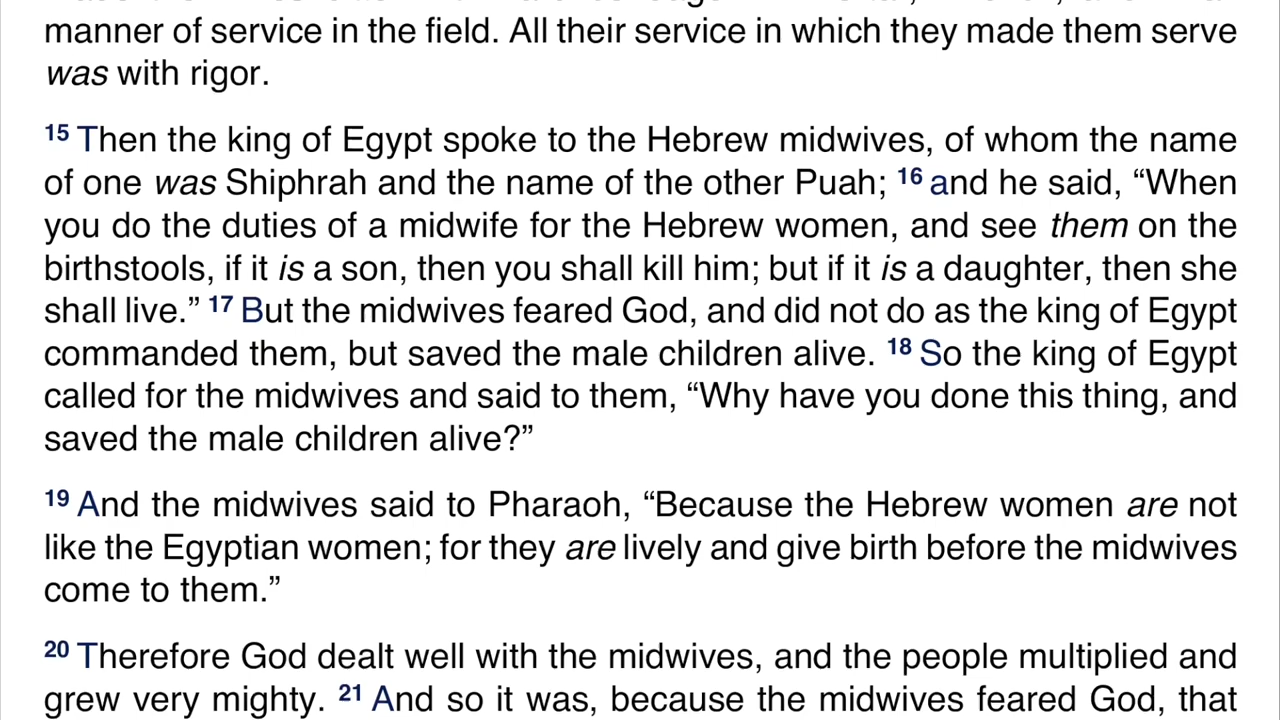 manner of service in the field. All their service in which they made them serve
was with rigor.
15 Then the king of Egypt spoke to the Hebrew midwives, of whom the name
of one was Shiphrah and the name of the other Puah; 16 and he said, “When
you do the duties of a midwife for the Hebrew women, and see them on the
birthstools, if it is a son, then you shall kill him; but if it is a daughter, then she
shall live.” 17 But the midwives feared God, and did not do as the king of Egypt
commanded them, but saved the male children alive. 18 So the king of Egypt
called for the midwives and said to them, “Why have you done this thing, and
saved the male children alive?”
19 And the midwives said to Pharaoh, “Because the Hebrew women are not
like the Egyptian women; for they are lively and give birth before the midwives
come to them.”
20 Therefore God dealt well with the midwives, and the people multiplied and
grew very mighty. 21 And so it was, because the midwives feared God, that